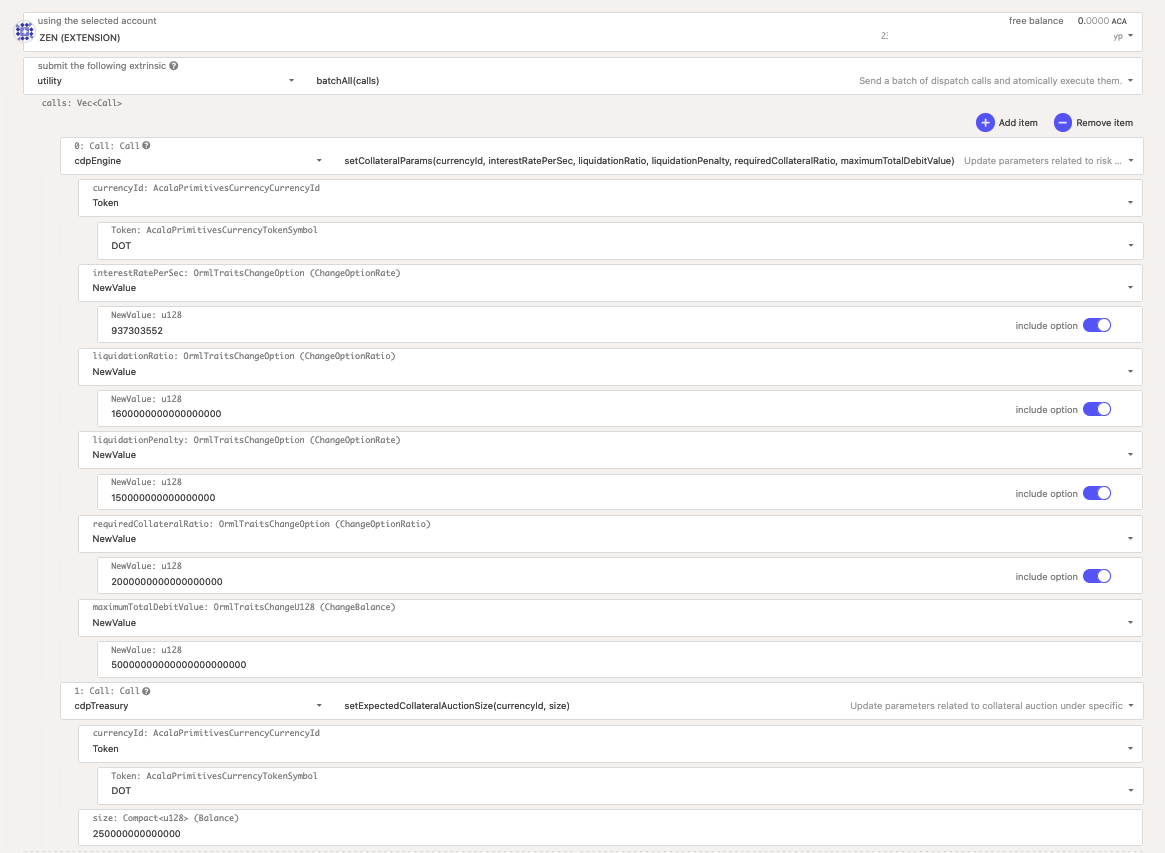 using the selected account
free balance 0.0000 ACA
ZEN (EXTENSION)
yp
submit the following extrinsic
utility
batchAll(calls)
Send a batch of dispatch calls and atomically execute them.
calls: Vec<Call>
Add item
Remove item
0: Call: Call
cdpEngine
setCollateralParams(currencyId, interestRatePerSec, liquidationRatio, liquidationPenalty, requiredCollateralRatio, maximumTotalDebitValue)
Update parameters related to risk ...
currencyId: AcalaPrimitivesCurrencyCurrencyId
Token
Token: AcalaPrimitivesCurrencyTokenSymbol
DOT
interestRatePerSec: OrmlTraitsChangeOption (ChangeOptionRate)
NewValue
NewValue: u128
937303552
include option
liquidationRatio: OrmlTraitsChangeOption (ChangeOptionRatio)
NewValue
NewValue: u128
1600000000000000000
include option
liquidationPenalty: OrmlTraitsChangeOption (ChangeOptionRate)
NewValue
NewValue: u128
150000000000000000
include option
requiredCollateralRatio: OrmlTraitsChangeOption (ChangeOptionRatio)
NewValue
NewValue: u128
2000000000000000000
include option
maximumTotalDebitValue: OrmlTraitsChangeU128 (ChangeBalance)
NewValue
NewValue: u128
50000000000000000000000
1: Call: Call
cdpTreasury
setExpectedCollateralAuctionSize(currencyId, size)
Update parameters related to collateral auction under specific
currencyId: AcalaPrimitivesCurrencyCurrencyId
Token
Token: AcalaPrimitivesCurrencyTokenSymbol
DOT
size: Compact<u128> (Balance)
250000000000000